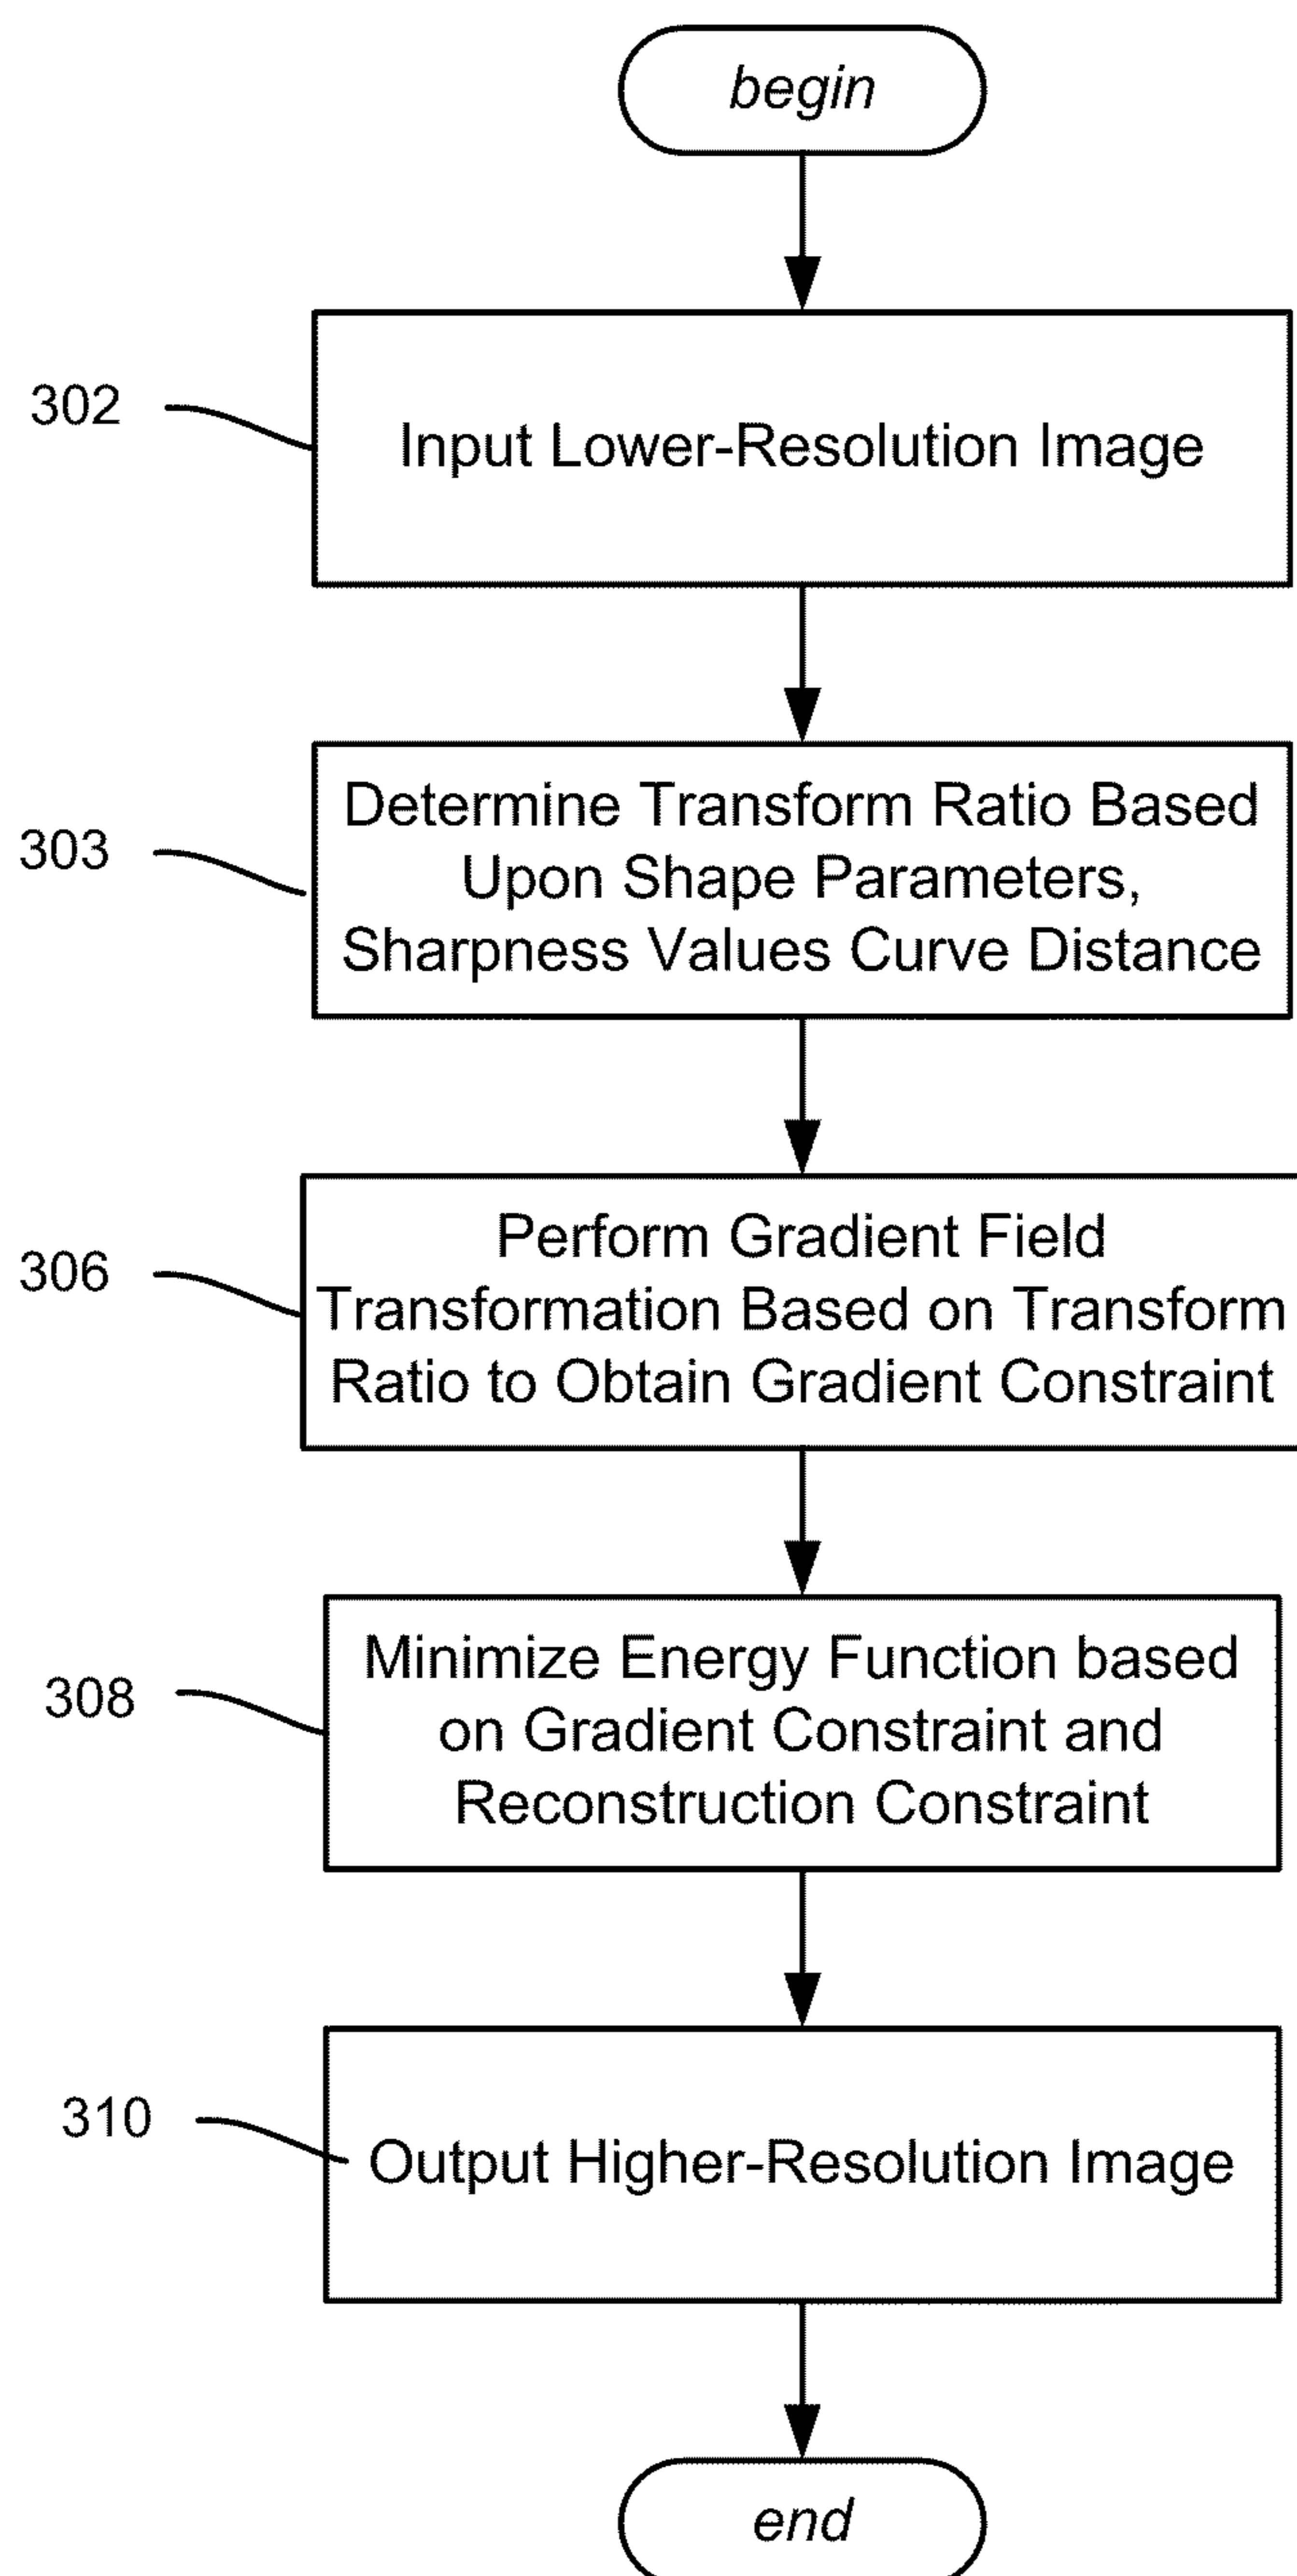 begin
302
Input Lower-Resolution Image
303
Determine Transform Ratio Based
Upon Shape Parameters,
Sharpness Values Curve Distance
306
Perform Gradient Field
Transformation Based on Transform
Ratio to Obtain Gradient Constraint
308
Minimize Energy Function based
on Gradient Constraint and
Reconstruction Constraint
310
Output Higher-Resolution Image
end